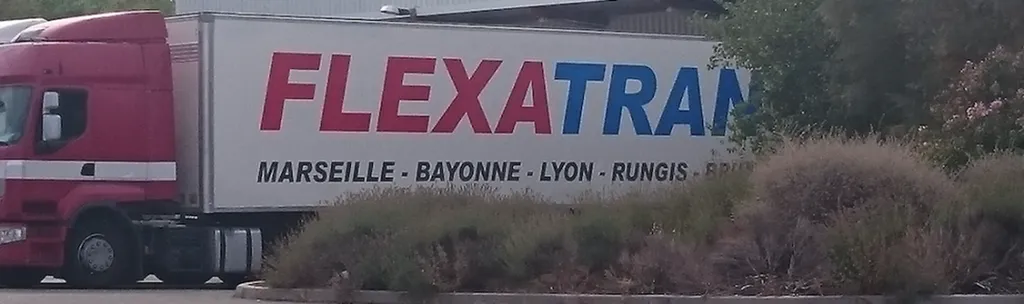 FLEXATRAN
MARSEILLE - BAYONNE - LYON - RUNGIS -